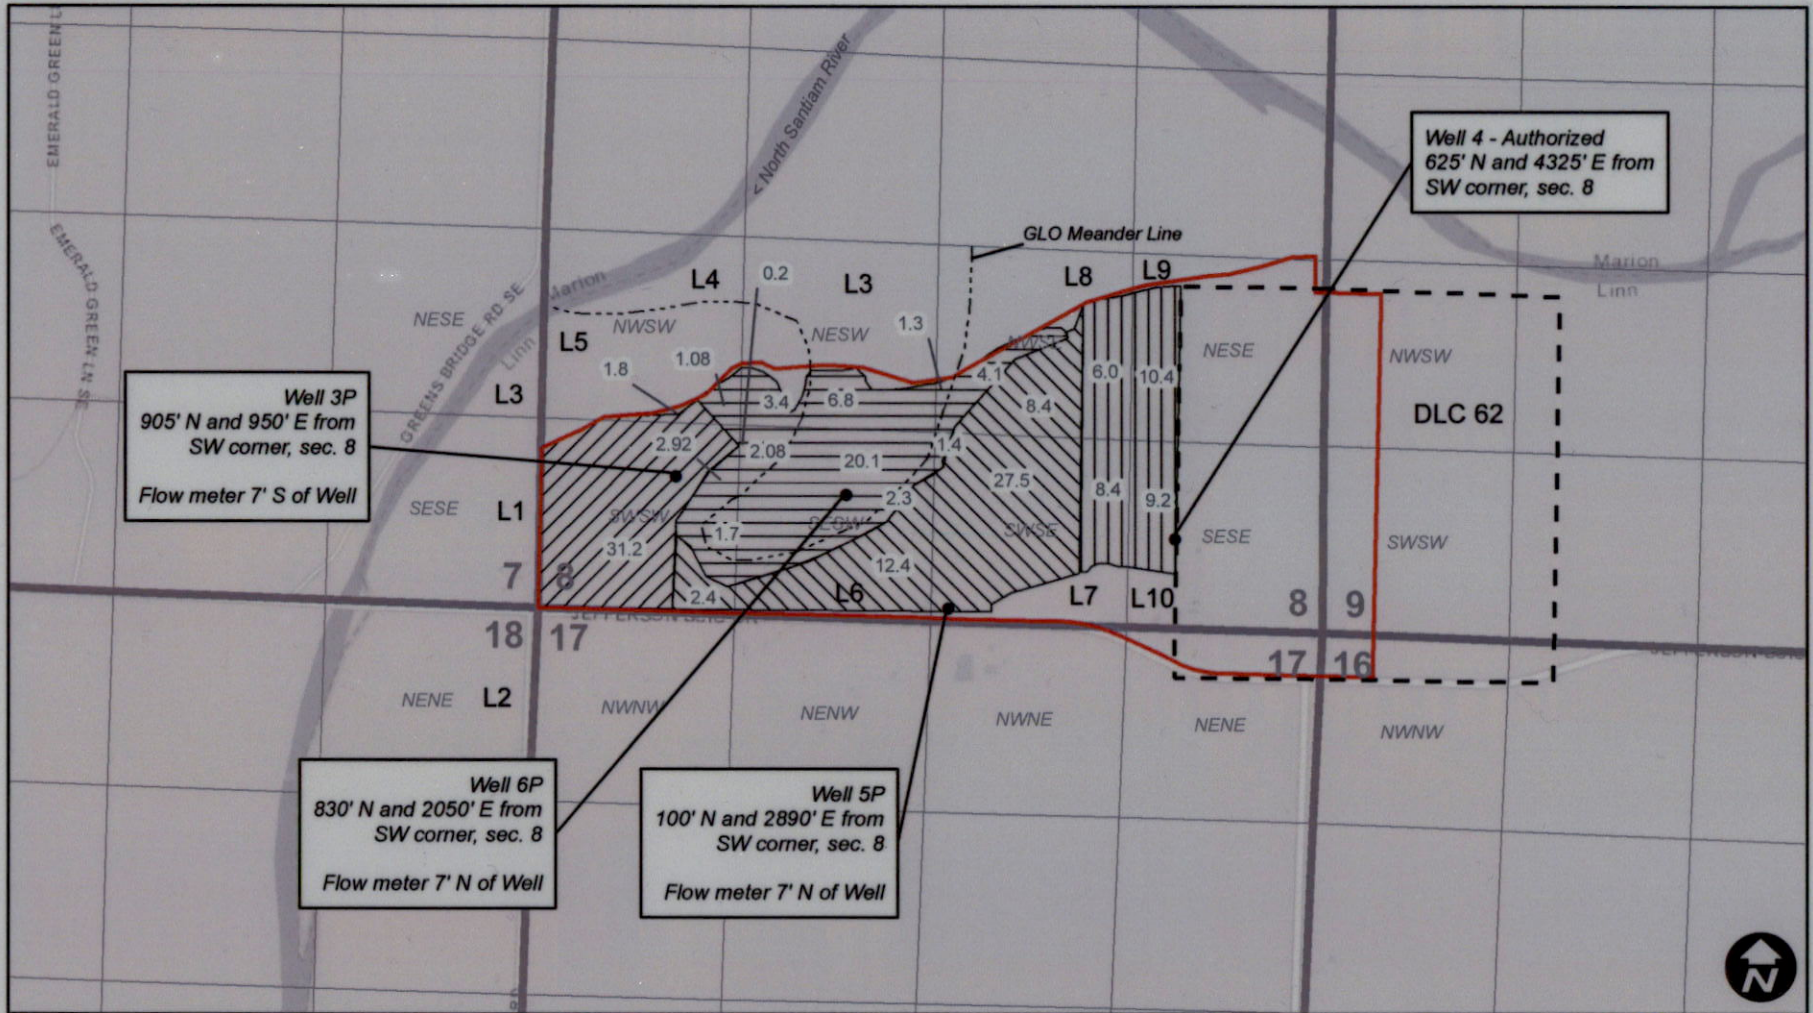 EMERALD GREEN L
EMERALD GREEN LN SE
GREENS BRIDGE RD SE
< North Santiam River
Well 4 - Authorized
625' N and 4325' E from
SW corner, sec. 8
GLO Meander Line
Marion
Linn
Marion
Linn
L4
0.2
L3
L8
L9
NESE
NWSW
NESW
1.3
L5
1.08
1.8
NESE
NWSW
4.1
6.0
10.4
L3
3.4
6.8
8.4
DLC 62
Well 3P
905' N and 950' E from
SW corner, sec. 8
Flow meter 7' S of Well
2.92
2.08
20.1
1.4
27.5
8.4
9.2
2.3
SESE
L1
SWSW
1.7
SESW
SWSE
SESE
SWSW
31.2
12.4
7
8
2.4
L6
L7
L10
8
9
18
17
17
16
NENE
L2
NWNW
NENW
NWNE
NENE
NWNW
Well 6P
830' N and 2050' E from
SW corner, sec. 8
Flow meter 7' N of Well
Well 5P
100' N and 2890' E from
SW corner, sec. 8
Flow meter 7' N of Well
N